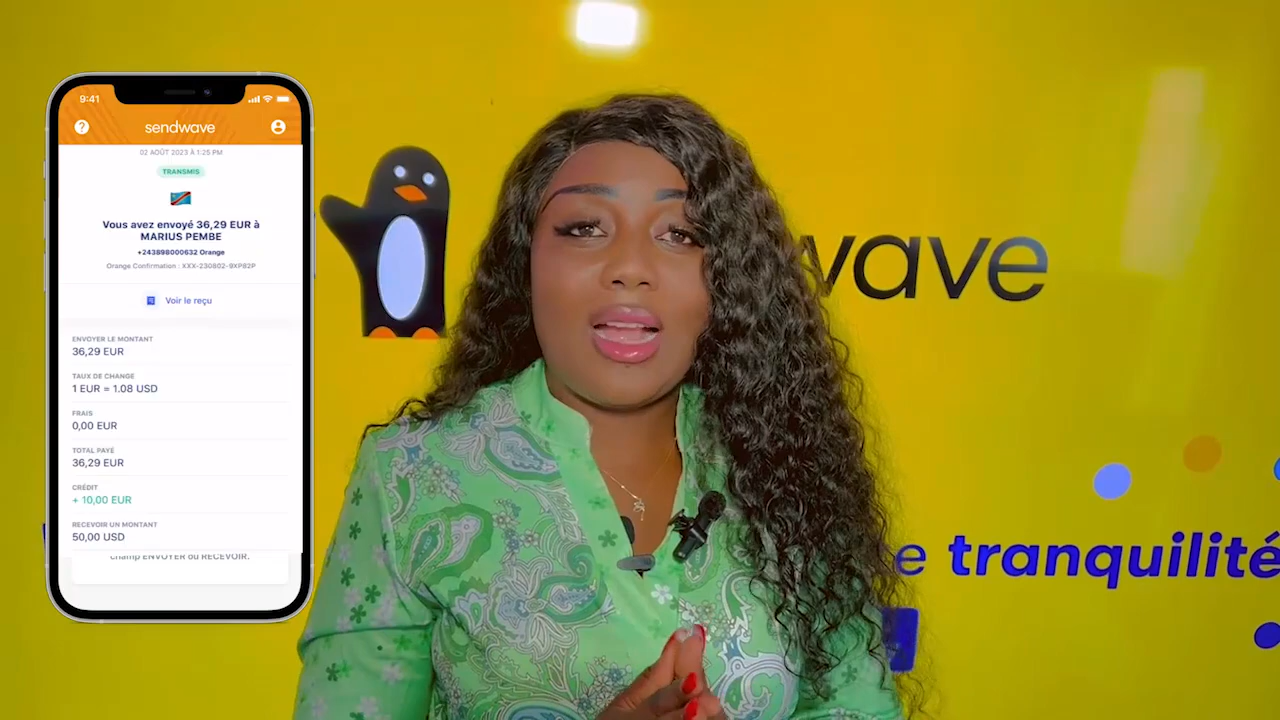 9:41
sendwave
02 AOÛT 2023 À 1:25 PM
TRANSMIS
Vous avez envoyé 36,29 EUR à
MARIUS PEMBE
+243898000632 Orange
Orange Confirmation : XXX-230802-9XPB2P
Voir le reçu
ENVOYER LE MONTANT
36,29 EUR
TAUX DE CHANGE
1 EUR = 1.08 USD
FRAIS
0,00 EUR
TOTAL PAYÉ
36,29 EUR
CRÉDIT
+ 10,00 EUR
RECEVOIR UN MONTANT
50,00 USD
champ ENVOYER ou RECEVOIR.
wave
e tranquilité